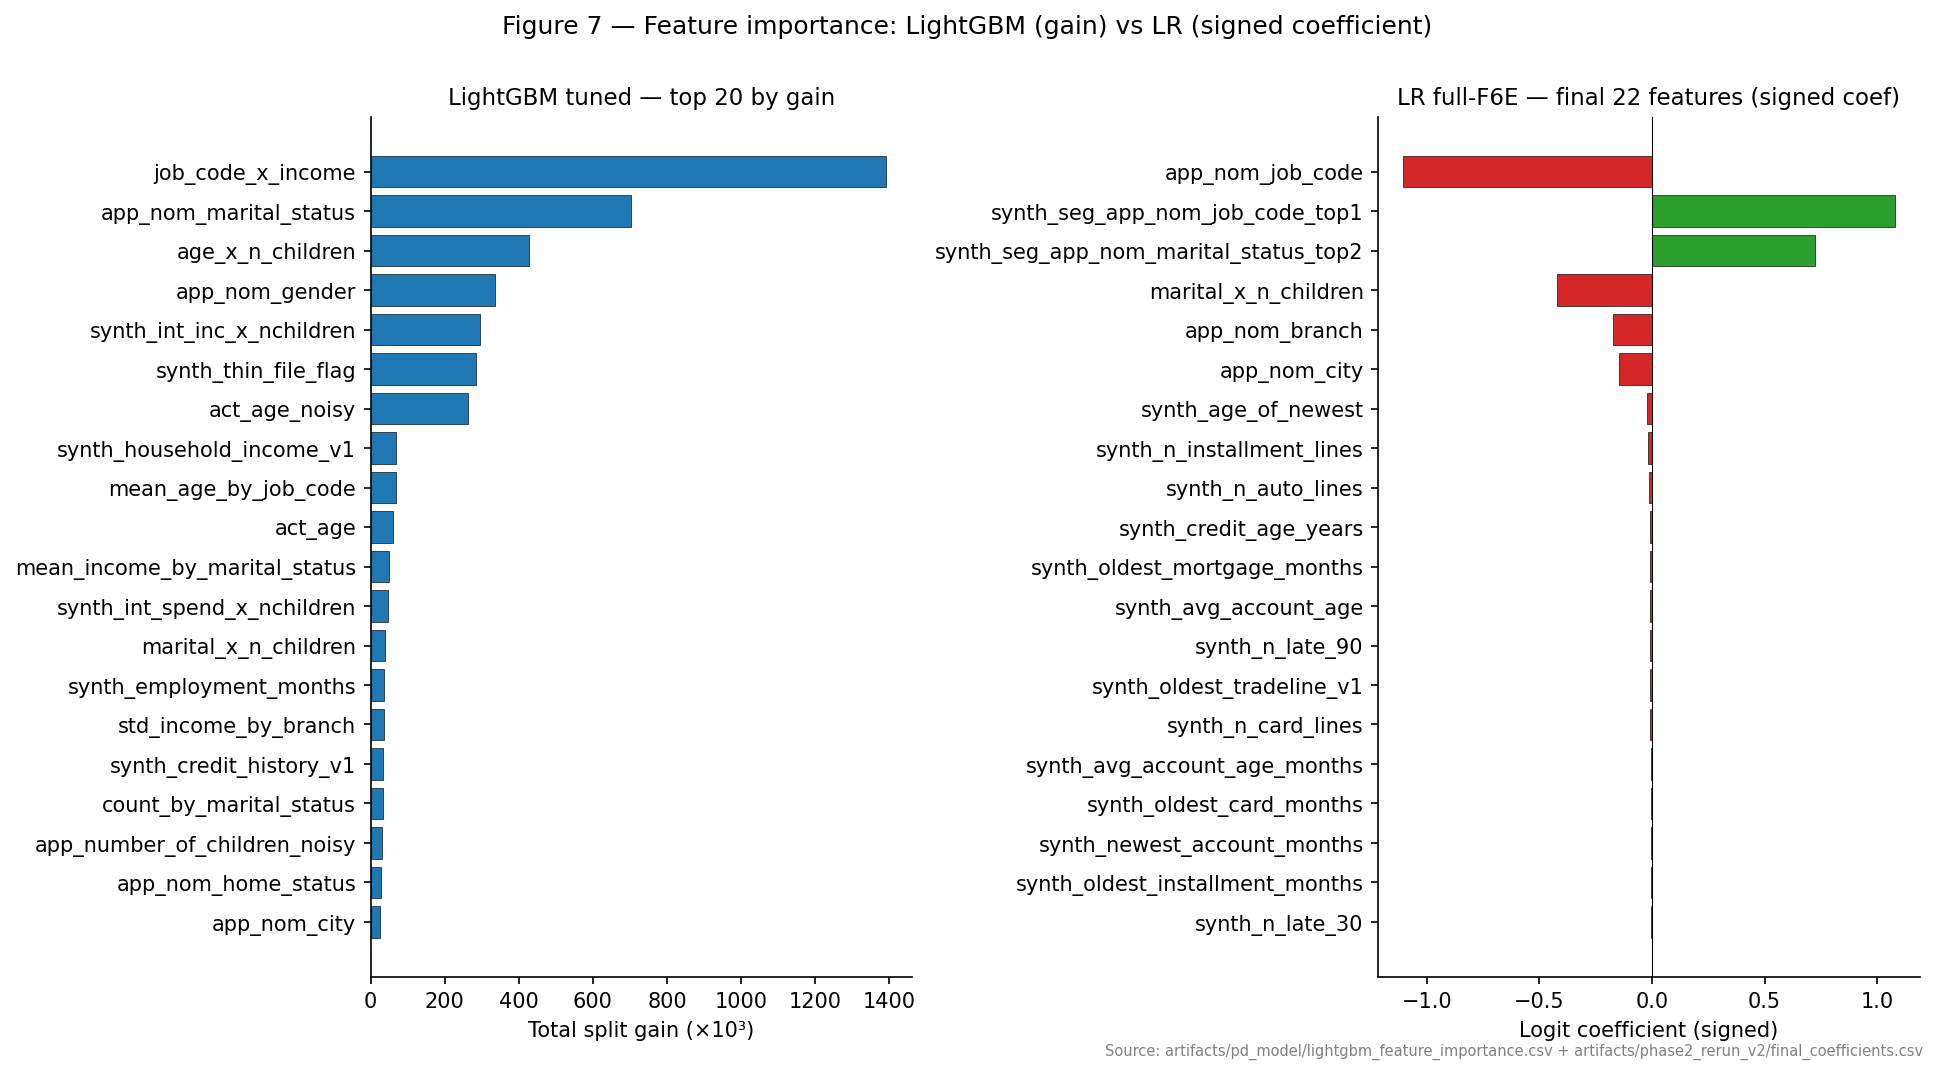 Figure 7 — Feature importance: LightGBM (gain) vs LR (signed coefficient)
LightGBM tuned — top 20 by gain
job_code_x_income
app_nom_marital_status
age_x_n_children
app_nom_gender
synth_int_inc_x_nchildren
synth_thin_file_flag
act_age_noisy
synth_household_income_v1
mean_age_by_job_code
act_age
mean_income_by_marital_status
synth_int_spend_x_nchildren
marital_x_n_children
synth_employment_months
std_income_by_branch
synth_credit_history_v1
count_by_marital_status
app_number_of_children_noisy
app_nom_home_status
app_nom_city
0 200 400 600 800 1000 1200 1400
Total split gain (×10³)
LR full-F6E — final 22 features (signed coef)
app_nom_job_code
synth_seg_app_nom_job_code_top1
synth_seg_app_nom_marital_status_top2
marital_x_n_children
app_nom_branch
app_nom_city
synth_age_of_newest
synth_n_installment_lines
synth_n_auto_lines
synth_credit_age_years
synth_oldest_mortgage_months
synth_avg_account_age
synth_n_late_90
synth_oldest_tradeline_v1
synth_n_card_lines
synth_avg_account_age_months
synth_oldest_card_months
synth_newest_account_months
synth_oldest_installment_months
synth_n_late_30
−1.0 −0.5 0.0 0.5 1.0
Logit coefficient (signed)
Source: artifacts/pd_model/lightgbm_feature_importance.csv + artifacts/phase2_rerun_v2/final_coefficients.csv